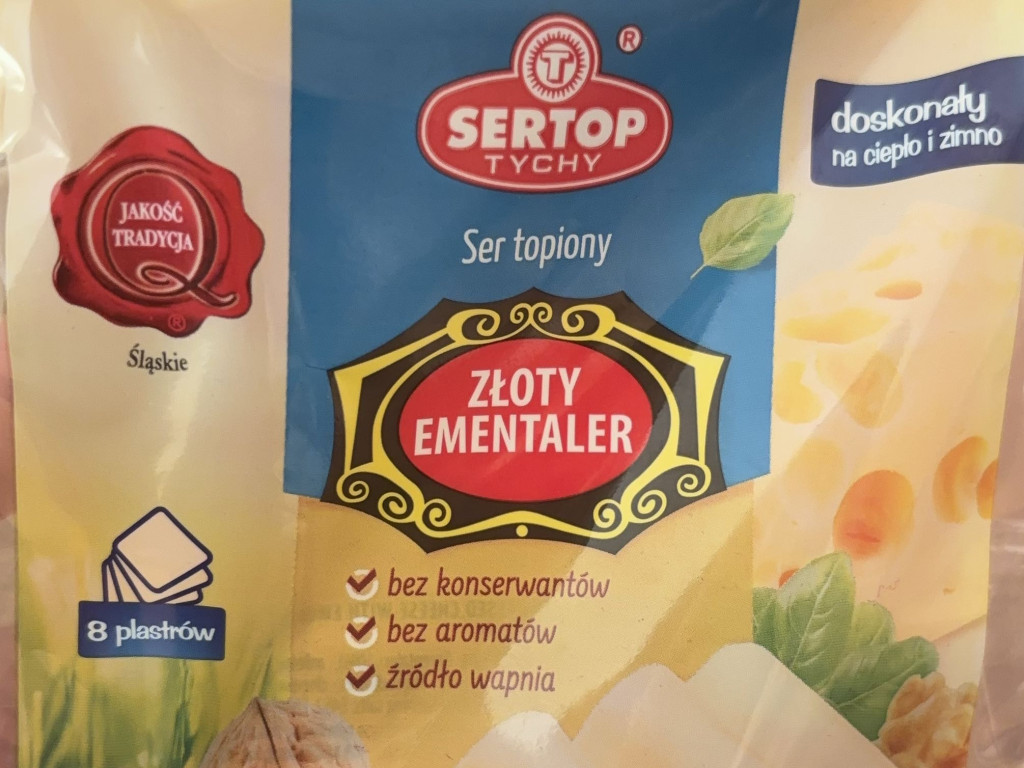 T
®
SERTOP
TYCHY
doskonały
na ciepło i zimno
JAKOŚĆ
TRADYCJA
Q
®
Śląskie
Ser topiony
ZŁOTY
EMENTALER
8 plastrów
bez konserwantów
bez aromatów
źródło wapnia